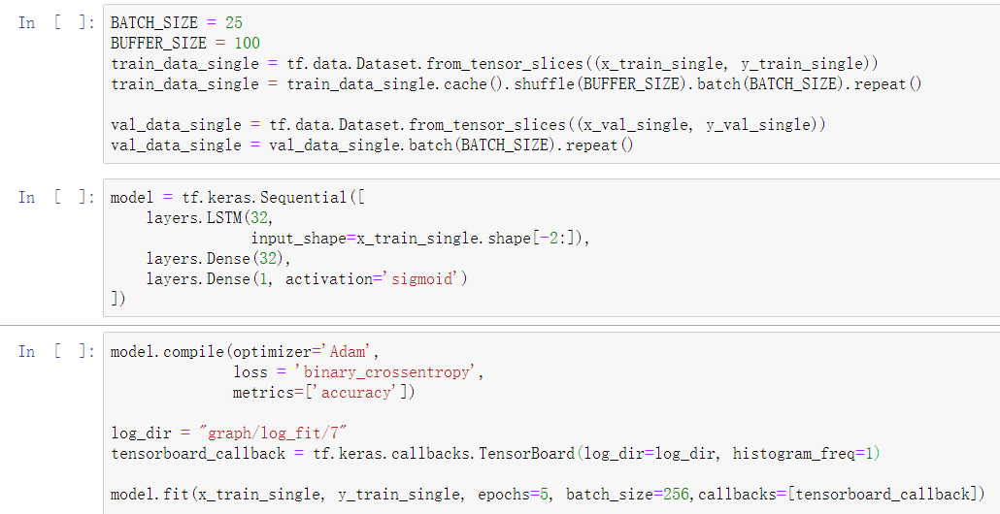 In [ ]: BATCH_SIZE = 25
BUFFER_SIZE = 100
train_data_single = tf.data.Dataset.from_tensor_slices((x_train_single, y_train_single))
train_data_single = train_data_single.cache().shuffle(BUFFER_SIZE).batch(BATCH_SIZE).repeat()

val_data_single = tf.data.Dataset.from_tensor_slices((x_val_single, y_val_single))
val_data_single = val_data_single.batch(BATCH_SIZE).repeat()

In [ ]: model = tf.keras.Sequential([
    layers.LSTM(32,
                input_shape=x_train_single.shape[-2:]),
    layers.Dense(32),
    layers.Dense(1, activation='sigmoid')
])

In [ ]: model.compile(optimizer='Adam',
              loss = 'binary_crossentropy',
              metrics=['accuracy'])

log_dir = "graph/log_fit/7"
tensorboard_callback = tf.keras.callbacks.TensorBoard(log_dir=log_dir, histogram_freq=1)

model.fit(x_train_single, y_train_single, epochs=5, batch_size=256,callbacks=[tensorboard_callback])